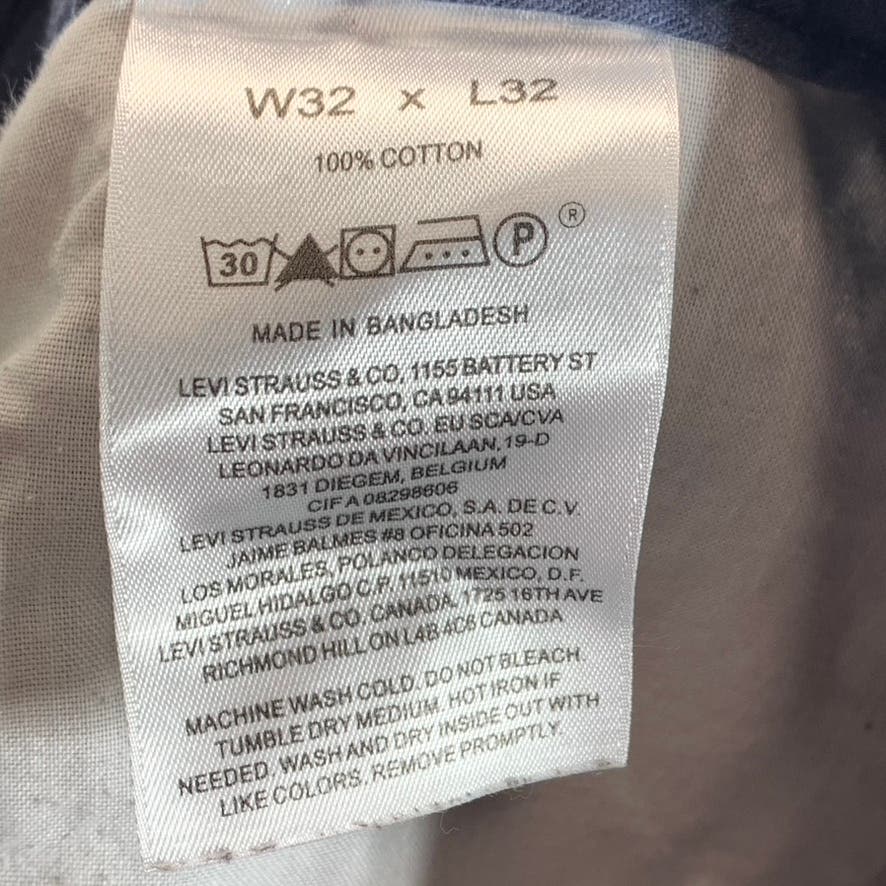 W32 x L32
100% COTTON
30 P ®
MADE IN BANGLADESH
LEVI STRAUSS & CO, 1155 BATTERY ST
SAN FRANCISCO, CA 94111 USA
LEVI STRAUSS & CO. EU SCA/CVA
LEONARDO DA VINCILAAN, 19-D
1831 DIEGEM, BELGIUM
CIF A 08298606
LEVI STRAUSS DE MEXICO, S.A. DE C.V.
JAIME BALMES #8 OFICINA 502
LOS MORALES, POLANCO DELEGACION
MIGUEL HIDALGO C.P. 11510 MEXICO, D.F.
LEVI STRAUSS & CO. CANADA, 1725 16TH AVE
RICHMOND HILL ON L4B 4C6 CANADA
MACHINE WASH COLD. DO NOT BLEACH.
TUMBLE DRY MEDIUM. HOT IRON IF
NEEDED. WASH AND DRY INSIDE OUT WITH
LIKE COLORS. REMOVE PROMPTLY.